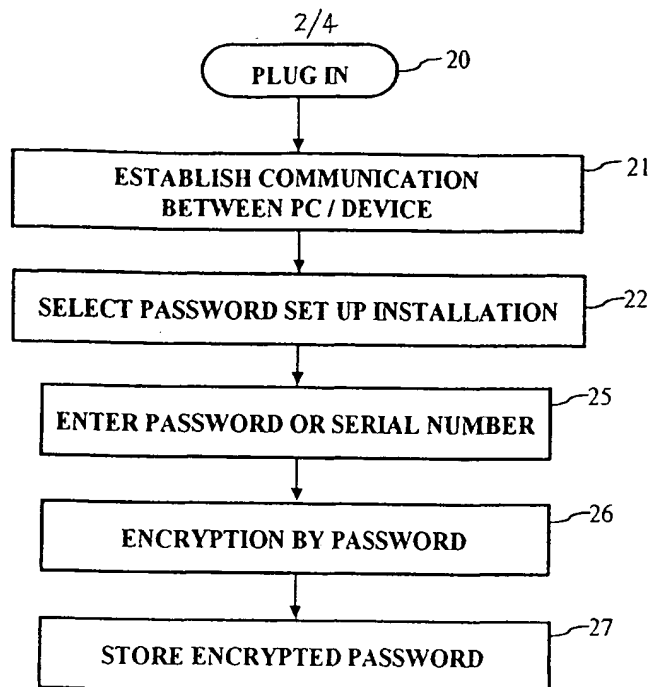 2/4
PLUG IN
20
ESTABLISH COMMUNICATION
BETWEEN PC / DEVICE
21
SELECT PASSWORD SET UP INSTALLATION
22
ENTER PASSWORD OR SERIAL NUMBER
25
ENCRYPTION BY PASSWORD
26
STORE ENCRYPTED PASSWORD
27